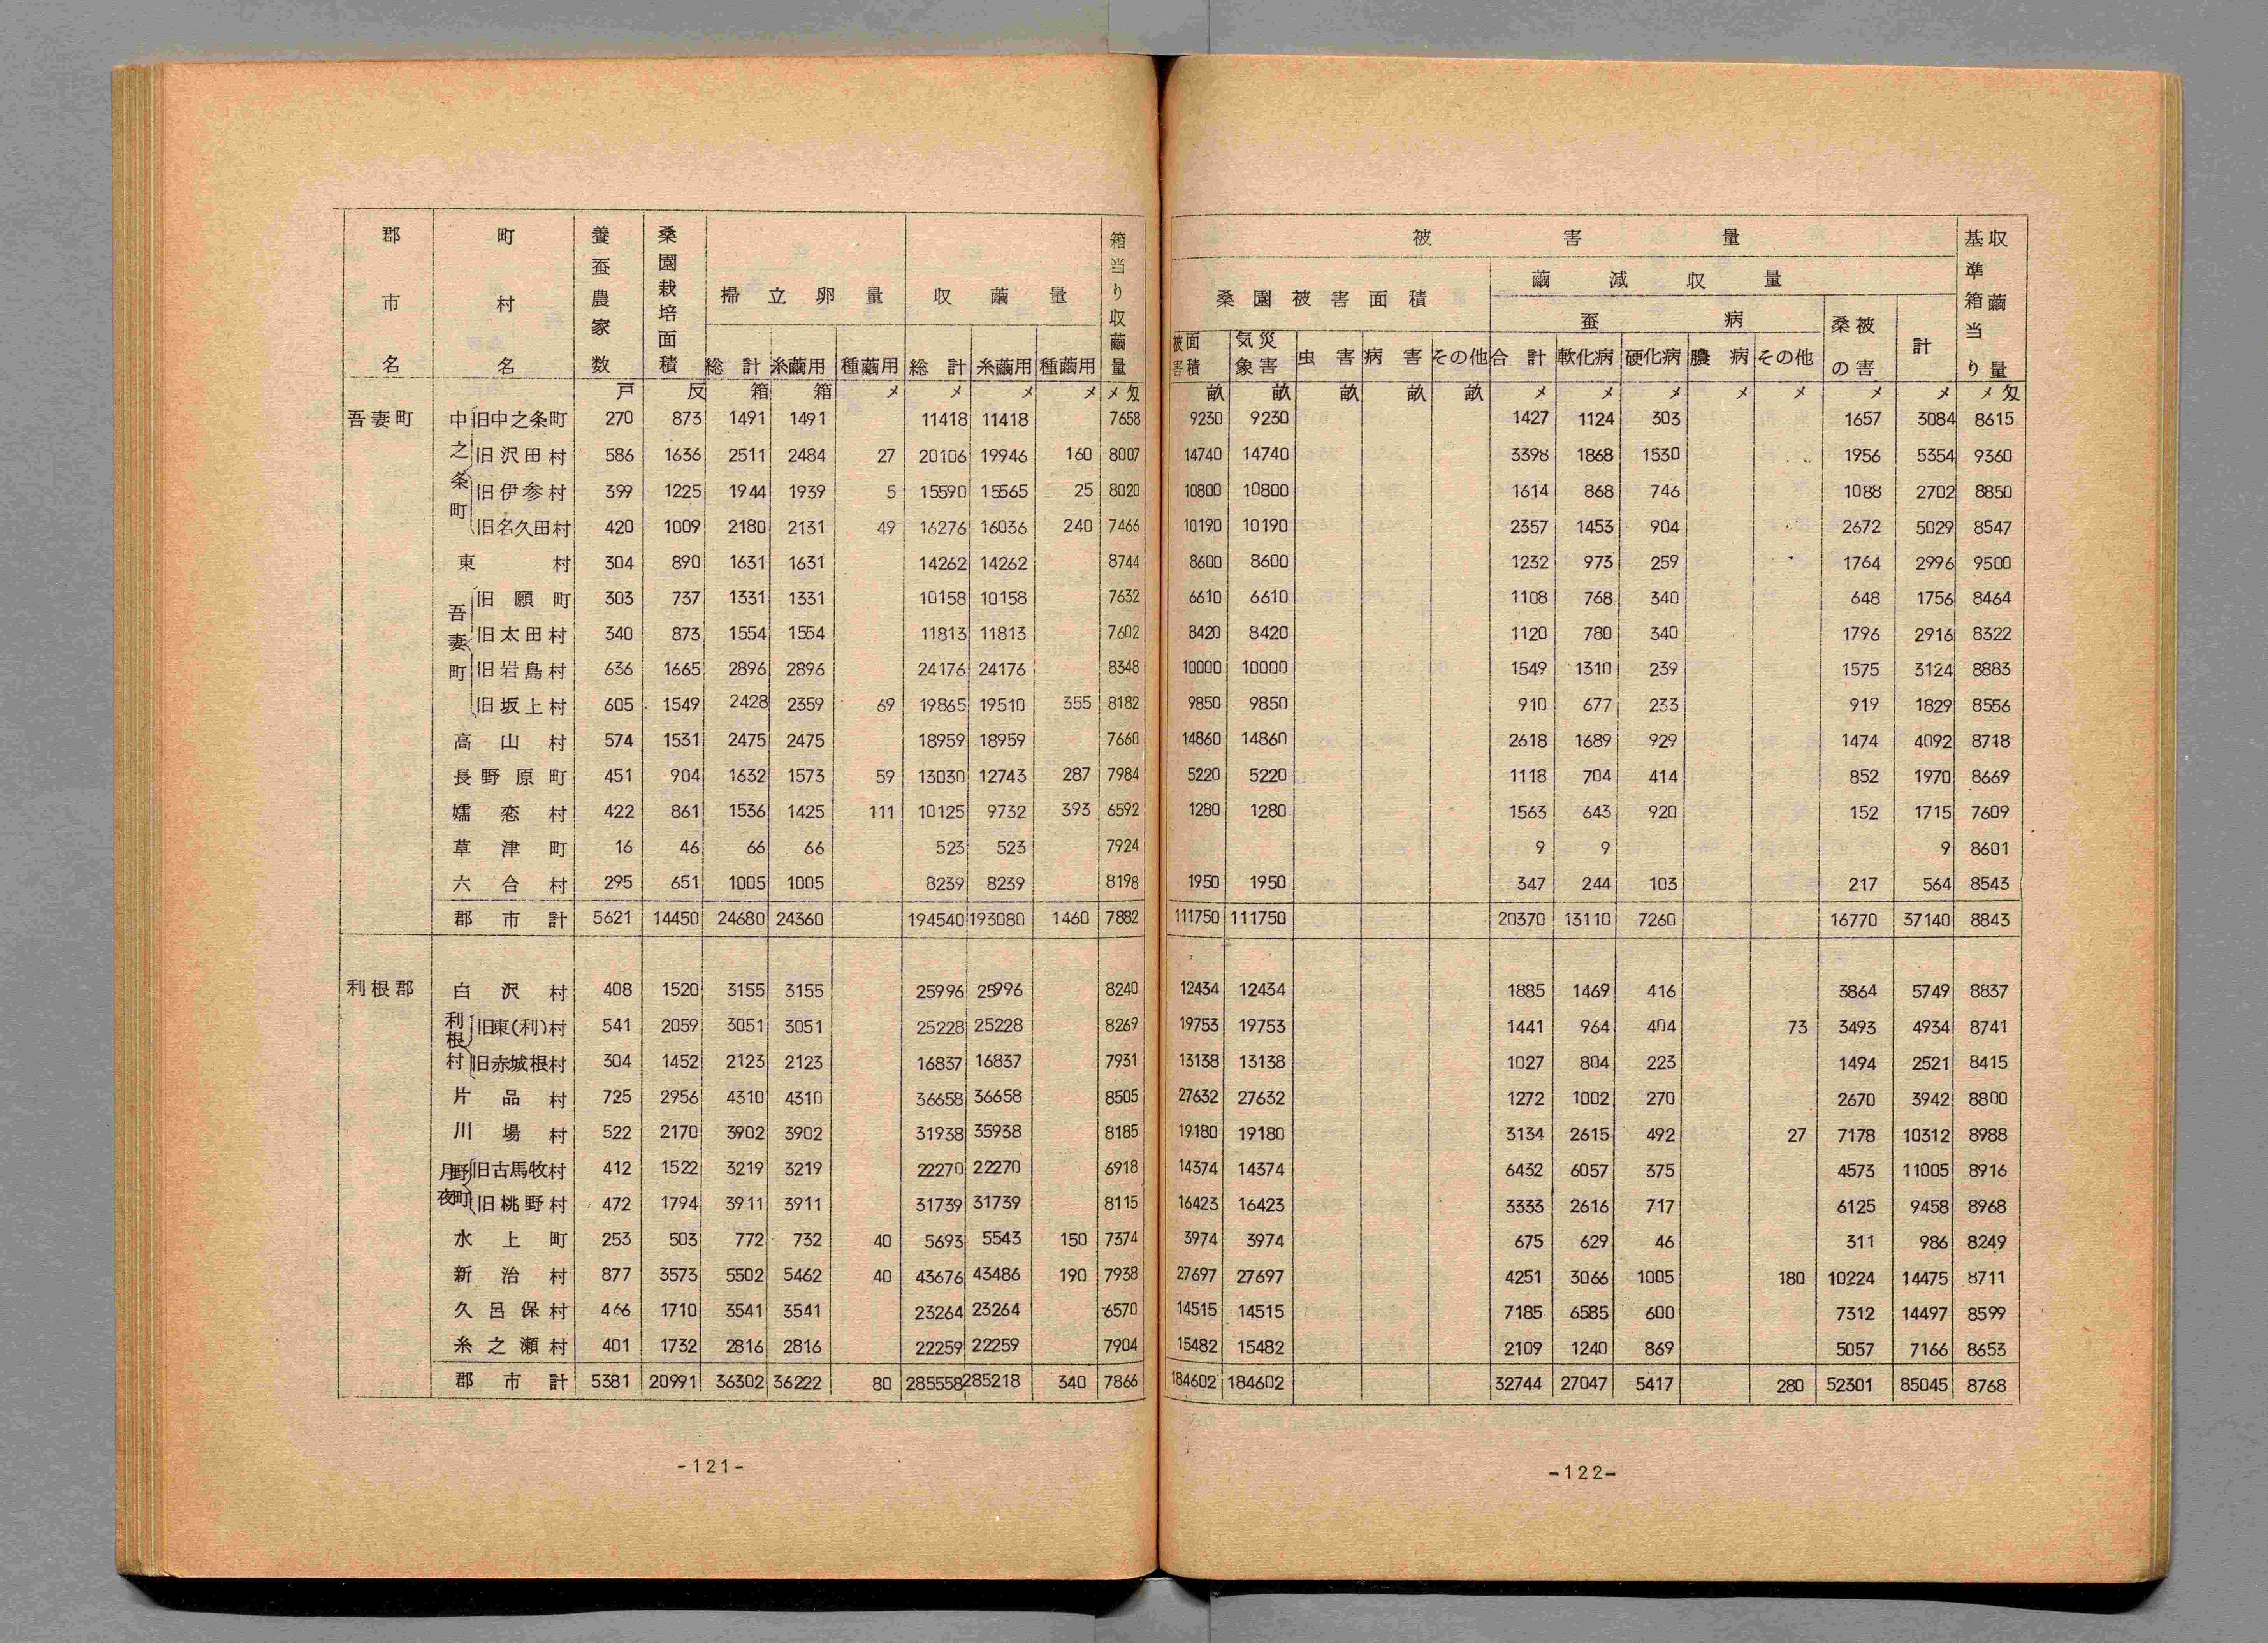 郡市名 町村名 養蚕農家数 桑園栽培面積 掃立卵量 収繭量 箱当り収繭量
総計 糸繭用 種繭用 総計 糸繭用 種繭用
戸 反 箱 箱 メ メ メ メ メ匁
吾妻町 中之条町 旧中之条町 270 873 1491 1491 11418 11418 7658
旧沢田村 586 1636 2511 2484 27 20106 19946 160 8007
旧伊参村 399 1225 1944 1939 5 15590 15565 25 8020
旧名久田村 420 1009 2180 2131 49 16276 16036 240 7466
東村 304 890 1631 1631 14262 14262 8744
吾妻町 旧願町 303 737 1331 1331 10158 10158 7632
旧太田村 340 873 1554 1554 11813 11813 7602
旧岩島村 636 1665 2896 2896 24176 24176 8348
旧坂上村 605 1549 2428 2359 69 19865 19510 355 8182
高山村 574 1531 2475 2475 18959 18959 7660
長野原町 451 904 1632 1573 59 13030 12743 287 7984
嬬恋村 422 861 1536 1425 111 10125 9732 393 6592
草津町 16 46 66 66 523 523 7924
六合村 295 651 1005 1005 8239 8239 8198
郡市計 5621 14450 24680 24360 194540 193080 1460 7882
利根郡 白沢村 408 1520 3155 3155 25996 25996 8240
利根村 旧東(利)村 541 2059 3051 3051 25228 25228 8269
旧赤城根村 304 1452 2123 2123 16837 16837 7931
片品村 725 2956 4310 4310 36658 36658 8505
川場村 522 2170 3902 3902 31938 35938 8185
月夜野町 旧古馬牧村 412 1522 3219 3219 22270 22270 6918
旧桃野村 472 1794 3911 3911 31739 31739 8115
水上町 253 503 772 732 40 5693 5543 150 7374
新治村 877 3573 5502 5462 40 43676 43486 190 7938
久呂保村 466 1710 3541 3541 23264 23264 6570
糸之瀬村 401 1732 2816 2816 22259 22259 7904
郡市計 5381 20991 36302 36222 80 285558 285218 340 7866
-121-
被害量 基準箱当り収繭量
桑園被害面積 繭減収量
蚕病 桑の被害 計
被害面積 気象災害 虫害 病害 その他 合計 軟化病 硬化病 膿病 その他
畝 畝 畝 畝 畝 メ メ メ メ メ メ メ メ匁
9230 9230 1427 1124 303 1657 3084 8615
14740 14740 3398 1868 1530 1956 5354 9360
10800 10800 1614 868 746 1088 2702 8850
10190 10190 2357 1453 904 2672 5029 8547
8600 8600 1232 973 259 1764 2996 9500
6610 6610 1108 768 340 648 1756 8464
8420 8420 1120 780 340 1796 2916 8322
10000 10000 1549 1310 239 1575 3124 8883
9850 9850 910 677 233 919 1829 8556
14860 14860 2618 1689 929 1474 4092 8718
5220 5220 1118 704 414 852 1970 8669
1280 1280 1563 643 920 152 1715 7609
9 9 9 8601
1950 1950 347 244 103 217 564 8543
111750 111750 20370 13110 7260 16770 37140 8843
12434 12434 1885 1469 416 3864 5749 8837
19753 19753 1441 964 404 73 3493 4934 8741
13138 13138 1027 804 223 1494 2521 8415
27632 27632 1272 1002 270 2670 3942 8800
19180 19180 3134 2615 492 27 7178 10312 8988
14374 14374 6432 6057 375 4573 11005 8916
16423 16423 3333 2616 717 6125 9458 8968
3974 3974 675 629 46 311 986 8249
27697 27697 4251 3066 1005 180 10224 14475 8711
14515 14515 7185 6585 600 7312 14497 8599
15482 15482 2109 1240 869 5057 7166 8653
184602 184602 32744 27047 5417 280 52301 85045 8768
-122-